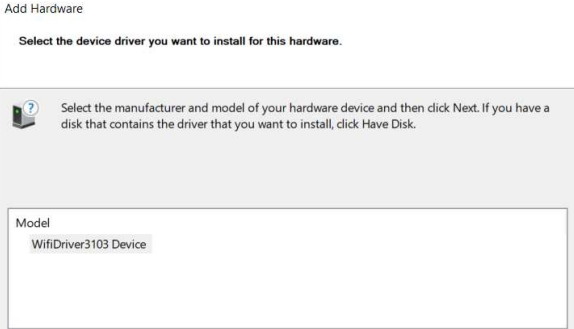 Add Hardware
Select the device driver you want to install for this hardware.
Select the manufacturer and model of your hardware device and then click Next. If you have a
disk that contains the driver that you want to install, click Have Disk.
Model
WifiDriver3103 Device